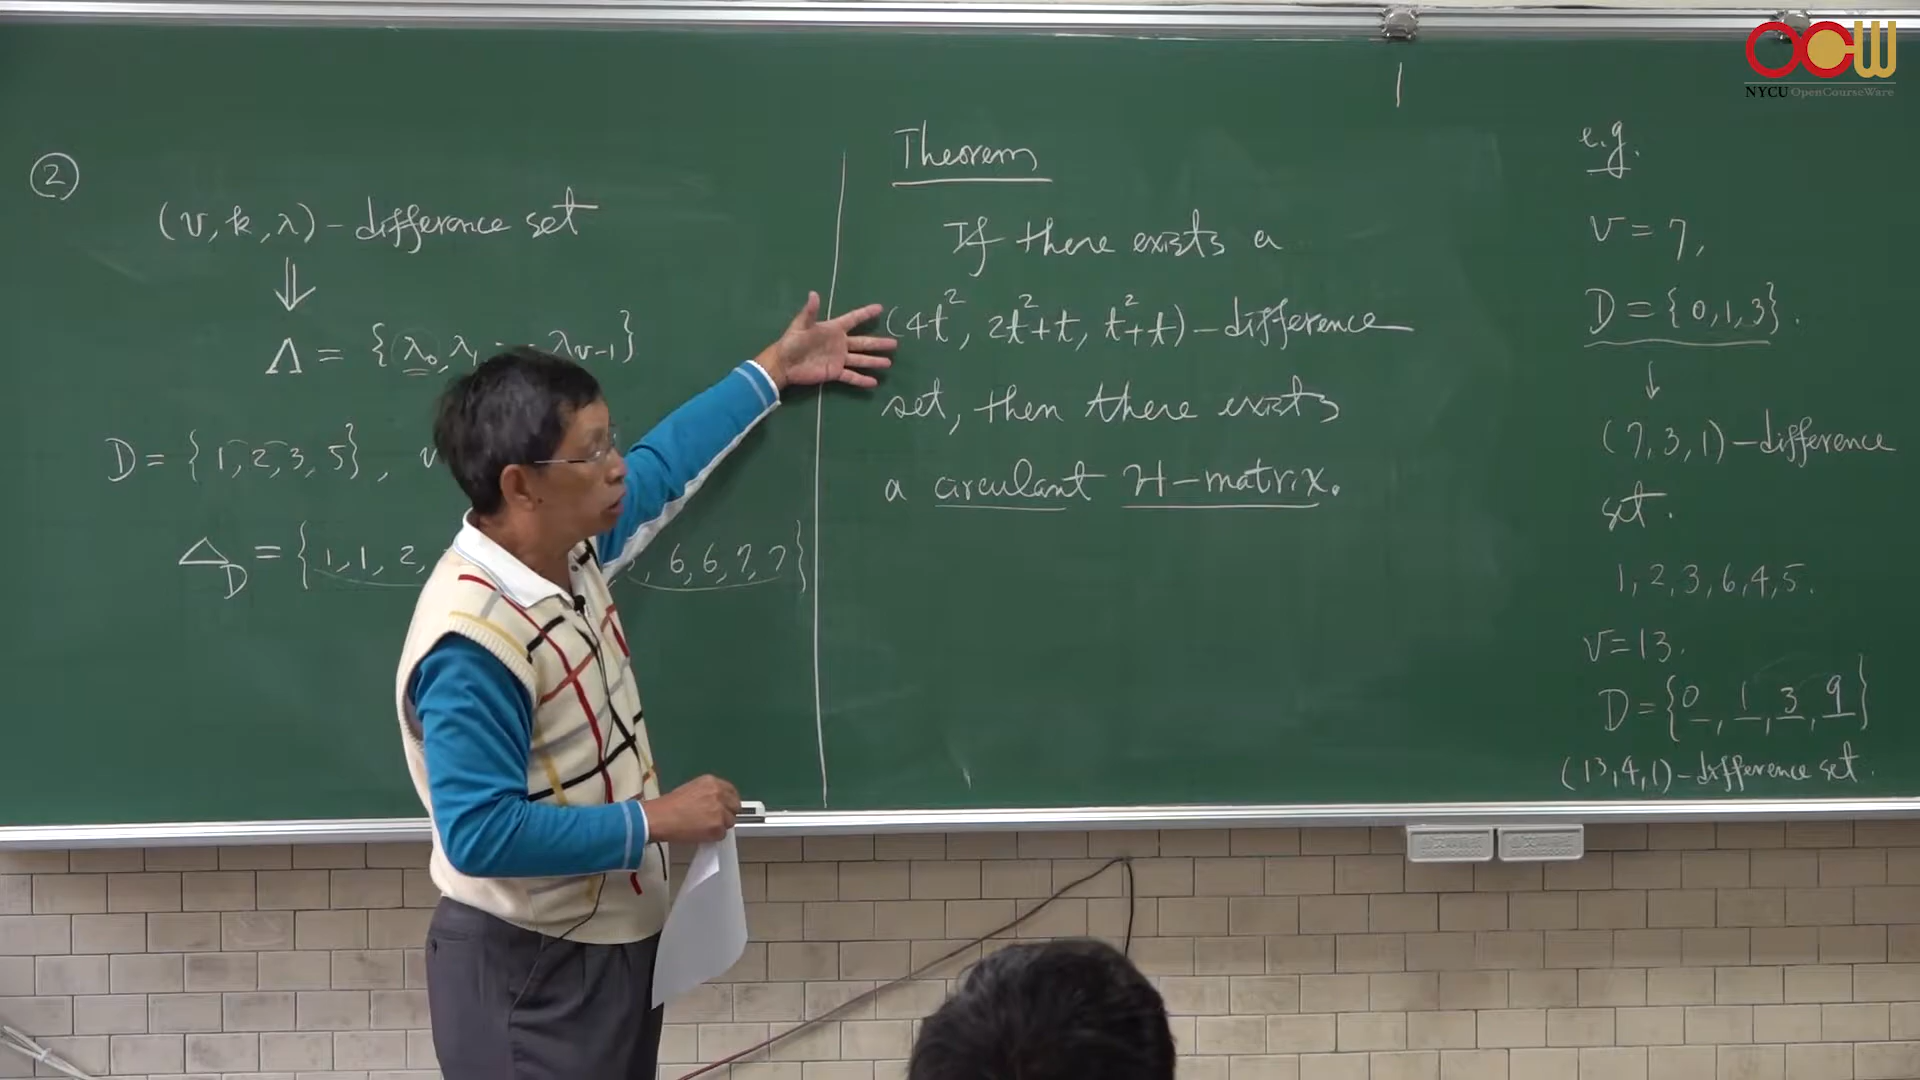 OCW
NYCU OpenCourseWare
②
(v, k, λ) - difference set
⇓
Λ = {λ₀, λ₁ -- λᵥ₋₁}
D = {1, 2, 3, 5}, v
Δ_D = {1, 1, 2, , 6, 6, 7, 7}
Theorem
If there exists a
(4t², 2t²+t, t²+t) - difference
set, then there exists
a circulant H-matrix.
e.g.
v = 7,
D = {0, 1, 3}.
↓
(7, 3, 1) - difference
set.
1, 2, 3, 6, 4, 5.
v = 13.
D = {0, 1, 3, 9}
(13, 4, 1) - difference set.